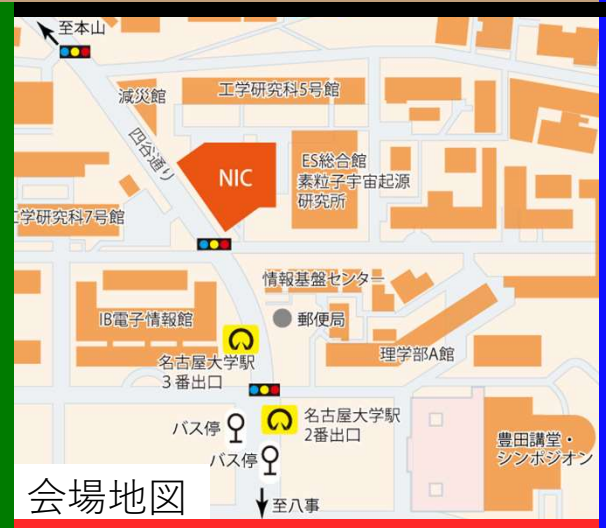 至本山
減災館
工学研究科5号館
四谷通り
NIC
ES総合館
素粒子宇宙起源
研究所
工学研究科7号館
情報基盤センター
IB電子情報館
郵便局
理学部A館
名古屋大学駅
3番出口
名古屋大学駅
2番出口
バス停
バス停
豊田講堂・
シンポジオン
会場地図
至八事